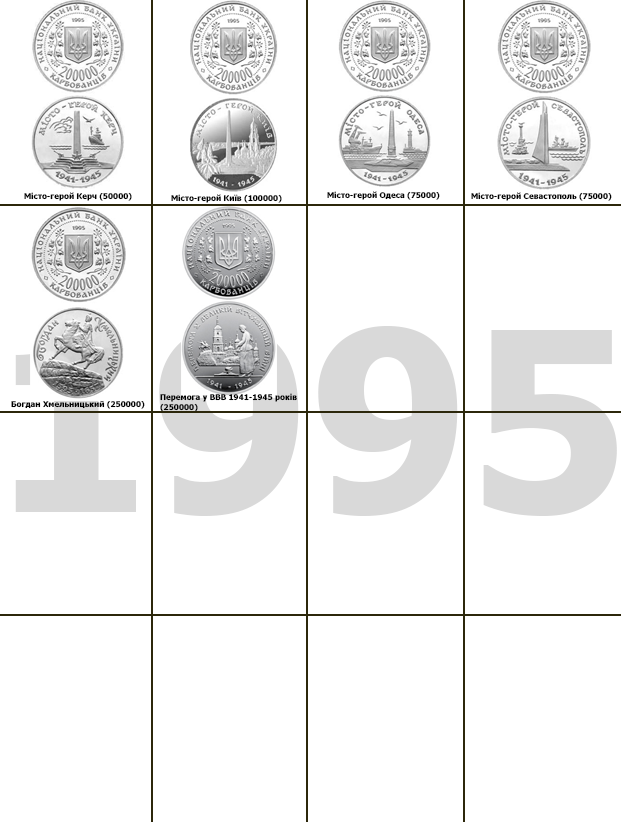 НАЦІОНАЛЬНИЙ БАНК УКРАЇНИ
1995
200000
КАРБОВАНЦІВ
МІСТО-ГЕРОЙ КЕРЧ
1941-1945
Місто-герой Керч (50000)
НАЦІОНАЛЬНИЙ БАНК УКРАЇНИ
1995
200000
КАРБОВАНЦІВ
МІСТО-ГЕРОЙ КИЇВ
1941-1945
Місто-герой Київ (100000)
НАЦІОНАЛЬНИЙ БАНК УКРАЇНИ
1995
200000
КАРБОВАНЦІВ
МІСТО-ГЕРОЙ ОДЕСА
1941-1945
Місто-герой Одеса (75000)
НАЦІОНАЛЬНИЙ БАНК УКРАЇНИ
1995
200000
КАРБОВАНЦІВ
МІСТО-ГЕРОЙ СЕВАСТОПОЛЬ
1941-1945
Місто-герой Севастополь (75000)
НАЦІОНАЛЬНИЙ БАНК УКРАЇНИ
1995
200000
КАРБОВАНЦІВ
БОГДАН ХМЕЛЬНИЦЬКИЙ
Богдан Хмельницький (250000)
НАЦІОНАЛЬНИЙ БАНК УКРАЇНИ
1995
200000
КАРБОВАНЦІВ
ПЕРЕМОГА У ВЕЛИКІЙ ВІТЧИЗНЯНІЙ ВІЙНІ
1941 - 1945
Перемога у ВВВ 1941-1945 років
(250000)
1995